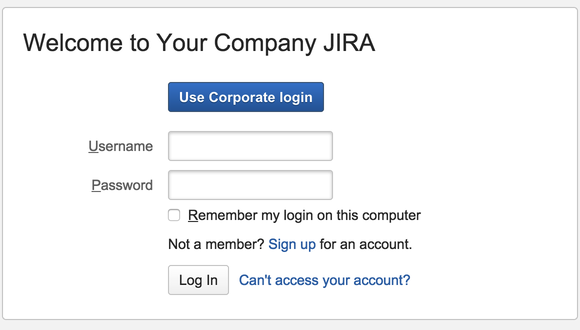 Welcome to Your Company JIRA
Use Corporate login
Username
Password
Remember my login on this computer
Not a member? Sign up for an account.
Log In Can't access your account?